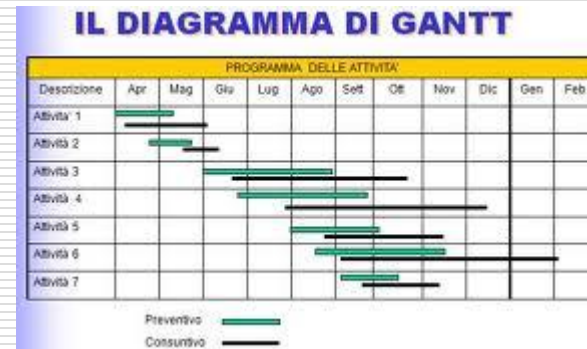 IL DIAGRAMMA DI GANTT
PROGRAMMA DELLE ATTIVITA'
Descrizione Apr Mag Giu Lug Ago Sett Ott Nov Dic Gen Feb
Attivita' 1
Attività 2
Attività 3
Attività 4
Attività 5
Attività 6
Attività 7
Preventivo
Consuntivo